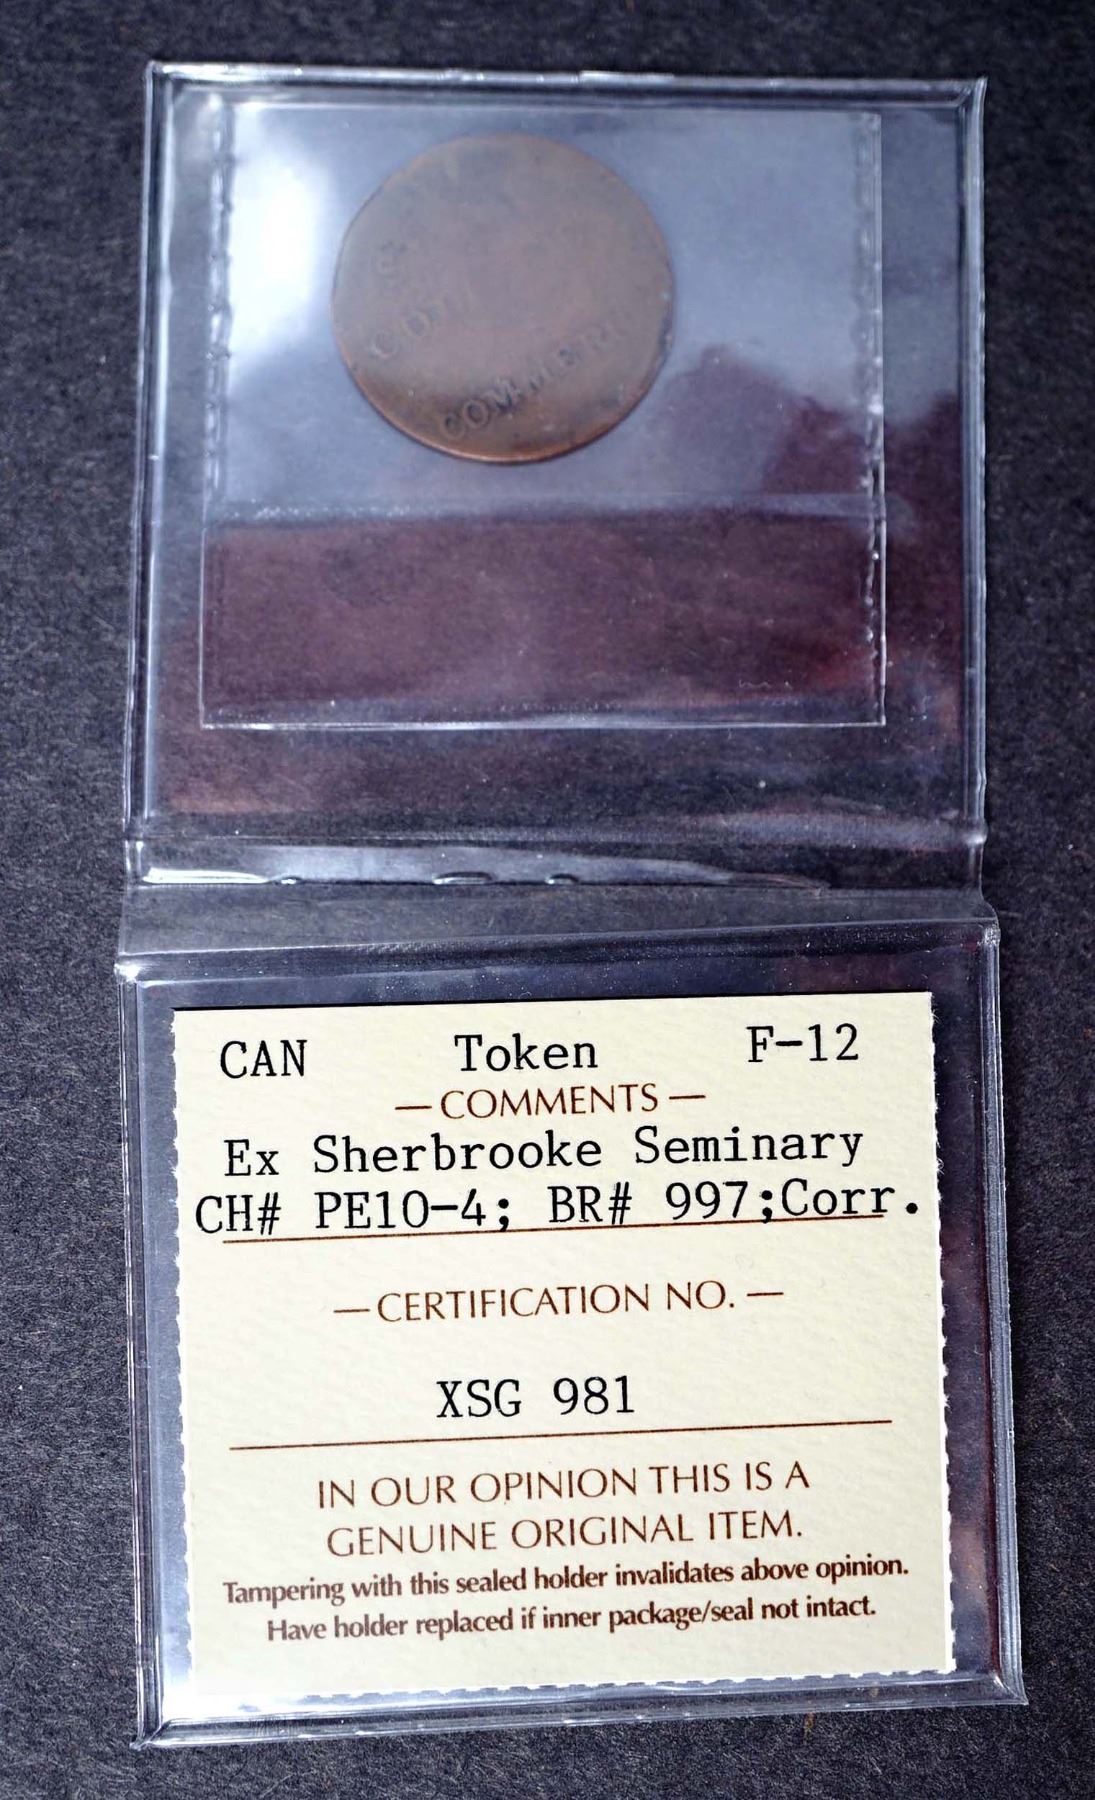 COMMER
CAN Token F-12
—COMMENTS—
Ex Sherbrooke Seminary
CH# PE10-4; BR# 997;Corr.
—CERTIFICATION NO.—
XSG 981
IN OUR OPINION THIS IS A
GENUINE ORIGINAL ITEM.
Tampering with this sealed holder invalidates above opinion.
Have holder replaced if inner package/seal not intact.